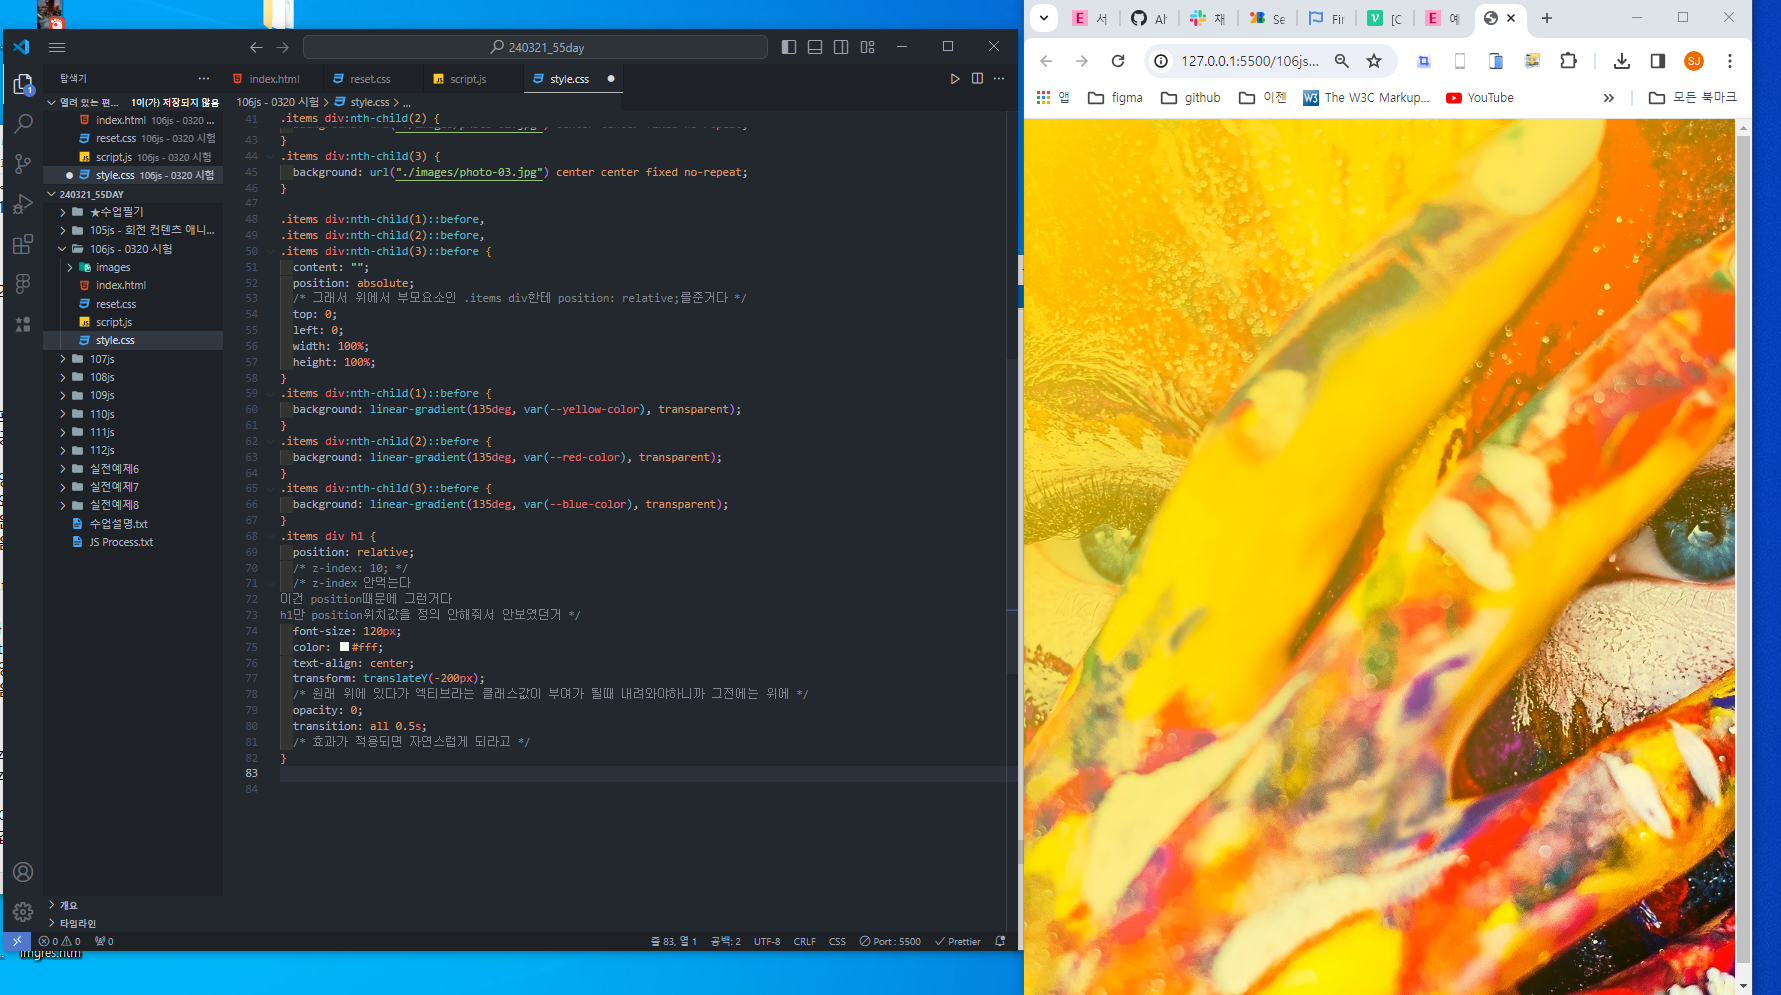 240321_55day
탐색기
index.html
reset.css
script.js
style.css
열려 있는 편... 1이(가) 저장되지 않음
index.html 106js - 0320 ...
reset.css 106js - 0320 시험
script.js 106js - 0320 시험
style.css 106js - 0320 시험
240321_55DAY
★수업필기
105js - 회전 컨텐츠 애니...
106js - 0320 시험
images
index.html
reset.css
script.js
style.css
107js
108js
109js
110js
111js
112js
실전예제6
실전예제7
실전예제8
수업설명.txt
JS Process.txt
개요
타임라인
106js - 0320 시험 > style.css > ...
41 .items div:nth-child(2) {
43 }
44 .items div:nth-child(3) {
45 background: url("./images/photo-03.jpg") center center fixed no-repeat;
46 }
47
48 .items div:nth-child(1)::before,
49 .items div:nth-child(2)::before,
50 .items div:nth-child(3)::before {
51 content: "";
52 position: absolute;
53 /* 그래서 위에서 부모요소인 .items div한테 position: relative;를준거다 */
54 top: 0;
55 left: 0;
56 width: 100%;
57 height: 100%;
58 }
59 .items div:nth-child(1)::before {
60 background: linear-gradient(135deg, var(--yellow-color), transparent);
61 }
62 .items div:nth-child(2)::before {
63 background: linear-gradient(135deg, var(--red-color), transparent);
64 }
65 .items div:nth-child(3)::before {
66 background: linear-gradient(135deg, var(--blue-color), transparent);
67 }
68 .items div h1 {
69 position: relative;
70 /* z-index: 10; */
71 /* z-index 안먹는다
72 이건 position때문에 그런거다
73 h1만 position위치값을 정의 안해줘서 안보였던거 */
74 font-size: 120px;
75 color: #fff;
76 text-align: center;
77 transform: translateY(-200px);
78 /* 원래 위에 있다가 엑티브라는 클래스값이 부여가 될때 내려와야하니까 그전에는 위에 */
79 opacity: 0;
80 transition: all 0.5s;
81 /* 효과가 적용되면 자연스럽게 되라고 */
82 }
83
84
0 0 0
줄 83, 열 1 공백: 2 UTF-8 CRLF CSS Port : 5500 Prettier
imgres.htm
E 서
채
Se
Fir
E 예
127.0.0.1:5500/106js...
SJ
앱 figma github 이젠 The W3C Markup... YouTube » 모든 북마크